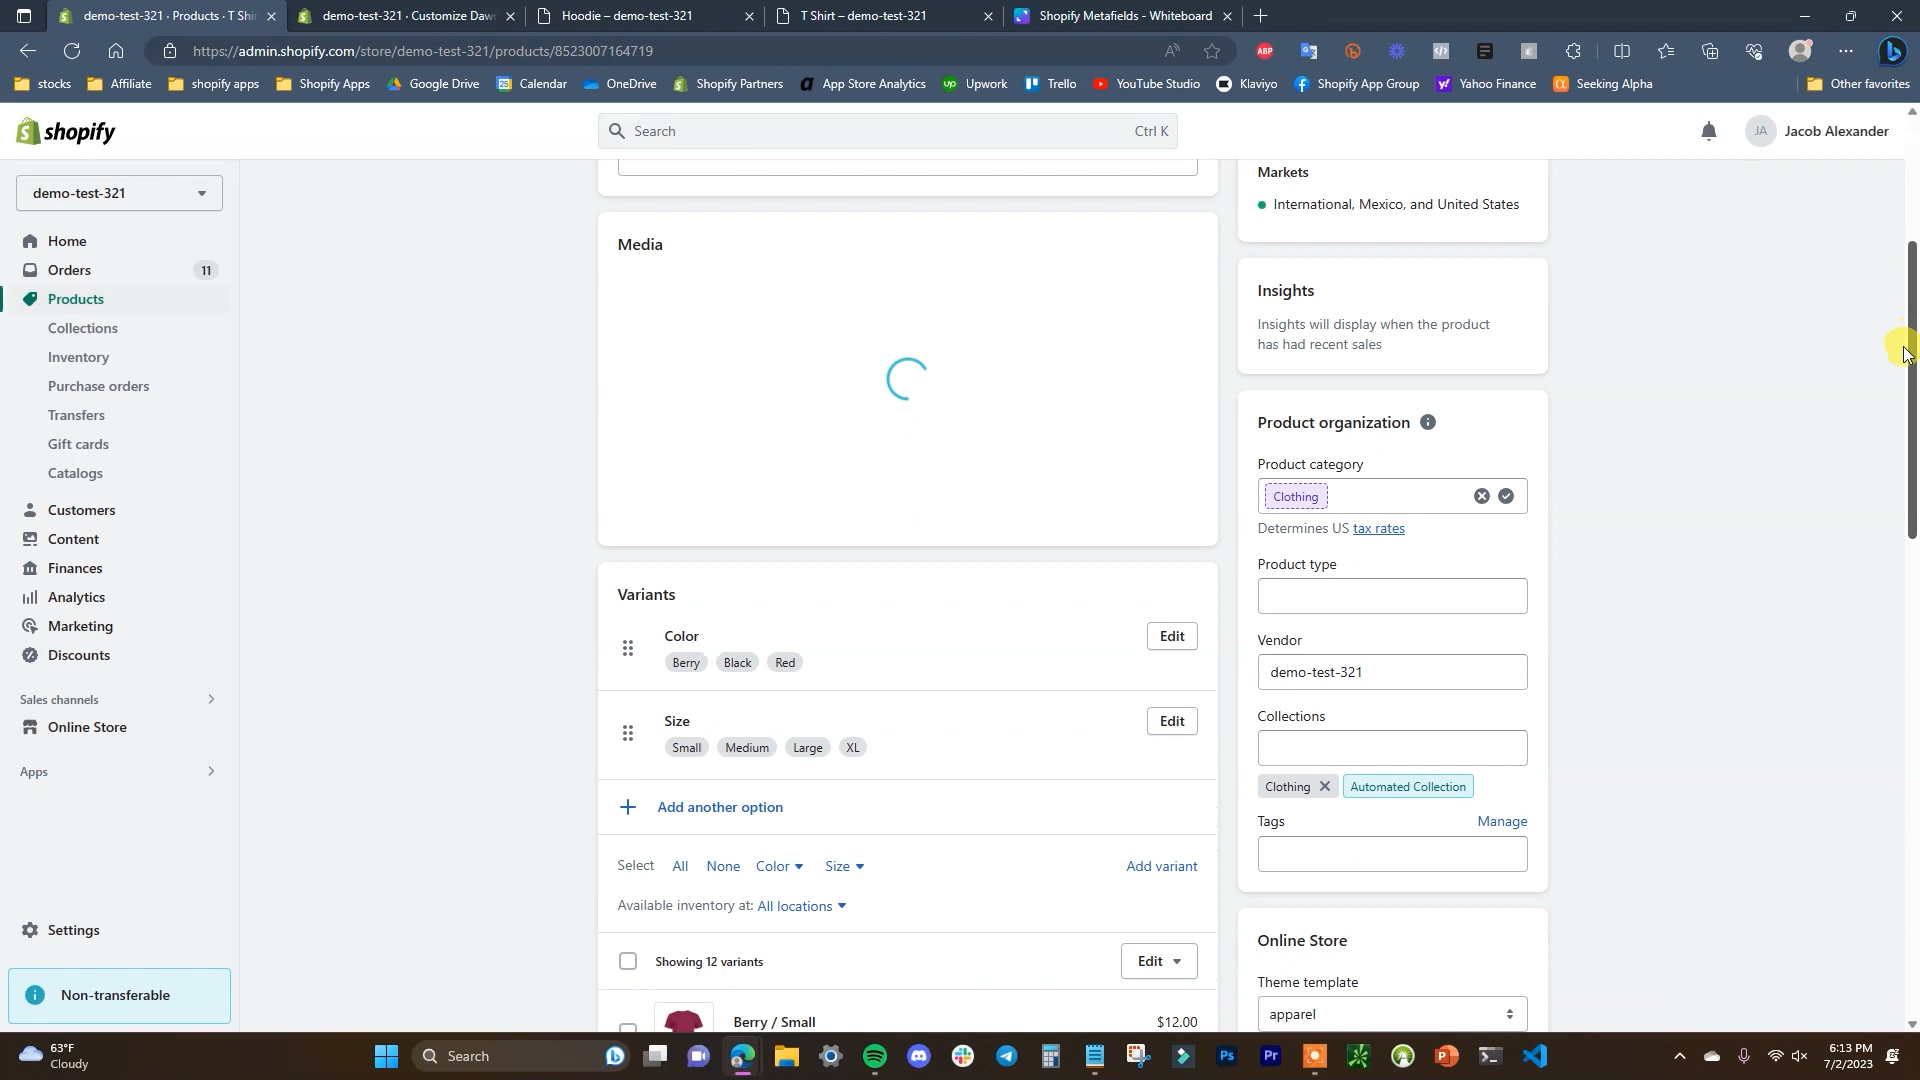 demo-test-321 · Products · T Shi
demo-test-321 · Customize Daw
Hoodie – demo-test-321
T Shirt – demo-test-321
Shopify Metafields - Whiteboard
https://admin.shopify.com/store/demo-test-321/products/8523007164719
ABP
stocks
Affiliate
shopify apps
Shopify Apps
Google Drive
Calendar
OneDrive
Shopify Partners
App Store Analytics
Upwork
Trello
YouTube Studio
Klaviyo
Shopify App Group
Yahoo Finance
Seeking Alpha
Other favorites
shopify
Search
Ctrl K
JA
Jacob Alexander
demo-test-321
Home
Orders
11
Products
Collections
Inventory
Purchase orders
Transfers
Gift cards
Catalogs
Customers
Content
Finances
Analytics
Marketing
Discounts
Sales channels
Online Store
Apps
Settings
Non-transferable
Media
Variants
Color
Edit
Berry
Black
Red
Size
Edit
Small
Medium
Large
XL
Add another option
Select
All
None
Color
Size
Add variant
Available inventory at: All locations
Showing 12 variants
Edit
Berry / Small
$12.00
Markets
International, Mexico, and United States
Insights
Insights will display when the product
has had recent sales
Product organization
Product category
Clothing
Determines US tax rates
Product type
Vendor
demo-test-321
Collections
Clothing
Automated Collection
Tags
Manage
Online Store
Theme template
apparel
63°F
Cloudy
Search
Ps
Pr
6:13 PM
7/2/2023